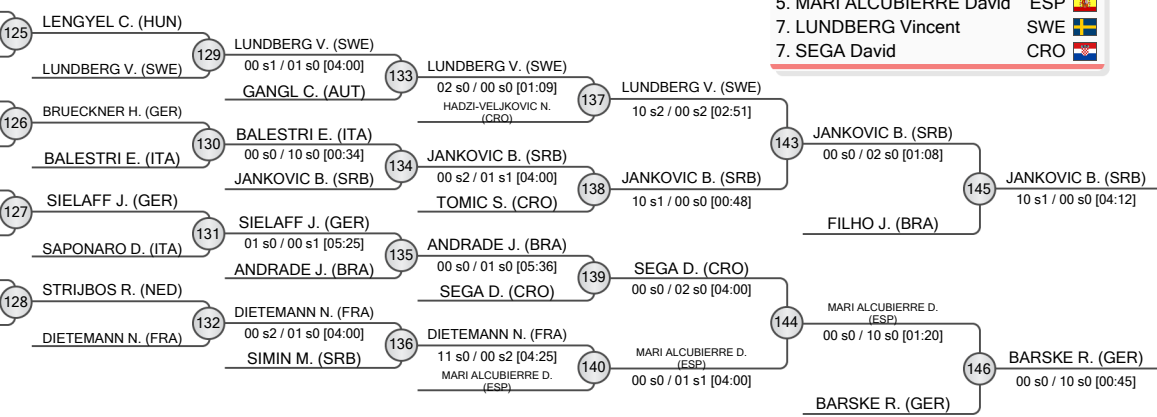 5. MARI ALCUBIERRE David ESP
7. LUNDBERG Vincent SWE
7. SEGA David CRO
125
LENGYEL C. (HUN)
LUNDBERG V. (SWE)
126
BRUECKNER H. (GER)
BALESTRI E. (ITA)
127
SIELAFF J. (GER)
SAPONARO D. (ITA)
128
STRIJBOS R. (NED)
DIETEMANN N. (FRA)
129
LUNDBERG V. (SWE)
00 s1 / 01 s0 [04:00]
GANGL C. (AUT)
130
BALESTRI E. (ITA)
00 s0 / 10 s0 [00:34]
JANKOVIC B. (SRB)
131
SIELAFF J. (GER)
01 s0 / 00 s1 [05:25]
ANDRADE J. (BRA)
132
DIETEMANN N. (FRA)
00 s2 / 01 s0 [04:00]
SIMIN M. (SRB)
133
LUNDBERG V. (SWE)
02 s0 / 00 s0 [01:09]
HADZI-VELJKOVIC N.
(CRO)
134
JANKOVIC B. (SRB)
00 s2 / 01 s1 [04:00]
TOMIC S. (CRO)
135
ANDRADE J. (BRA)
00 s0 / 01 s0 [05:36]
SEGA D. (CRO)
136
DIETEMANN N. (FRA)
11 s0 / 00 s2 [04:25]
MARI ALCUBIERRE D.
(ESP)
137
LUNDBERG V. (SWE)
10 s2 / 00 s2 [02:51]
138
JANKOVIC B. (SRB)
10 s1 / 00 s0 [00:48]
139
SEGA D. (CRO)
00 s0 / 02 s0 [04:00]
140
MARI ALCUBIERRE D.
(ESP)
00 s0 / 01 s1 [04:00]
143
JANKOVIC B. (SRB)
00 s0 / 02 s0 [01:08]
FILHO J. (BRA)
144
MARI ALCUBIERRE D.
(ESP)
00 s0 / 10 s0 [01:20]
BARSKE R. (GER)
145
JANKOVIC B. (SRB)
10 s1 / 00 s0 [04:12]
146
BARSKE R. (GER)
00 s0 / 10 s0 [00:45]